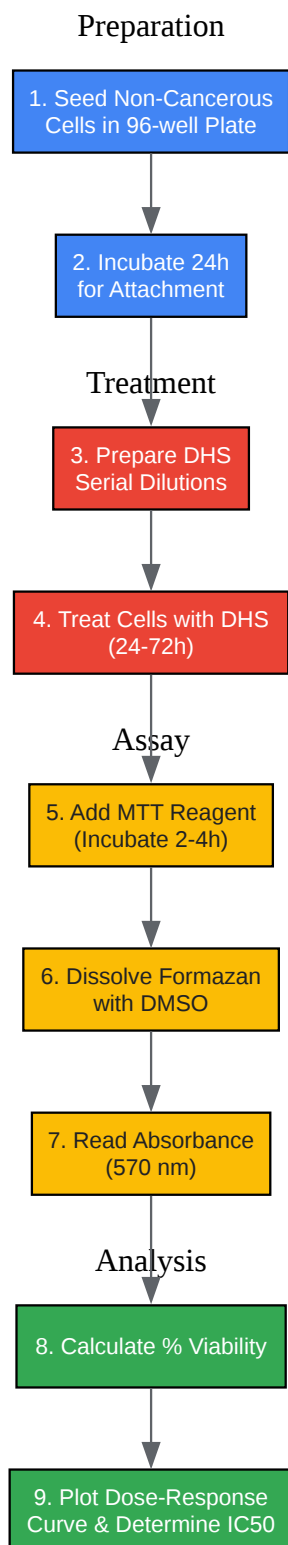 Preparation
1. Seed Non-Cancerous
Cells in 96-well Plate
2. Incubate 24h
for Attachment
Treatment
3. Prepare DHS
Serial Dilutions
4. Treat Cells with DHS
(24-72h)
Assay
5. Add MTT Reagent
(Incubate 2-4h)
6. Dissolve Formazan
with DMSO
7. Read Absorbance
(570 nm)
Analysis
8. Calculate % Viability
9. Plot Dose-Response
Curve & Determine IC50